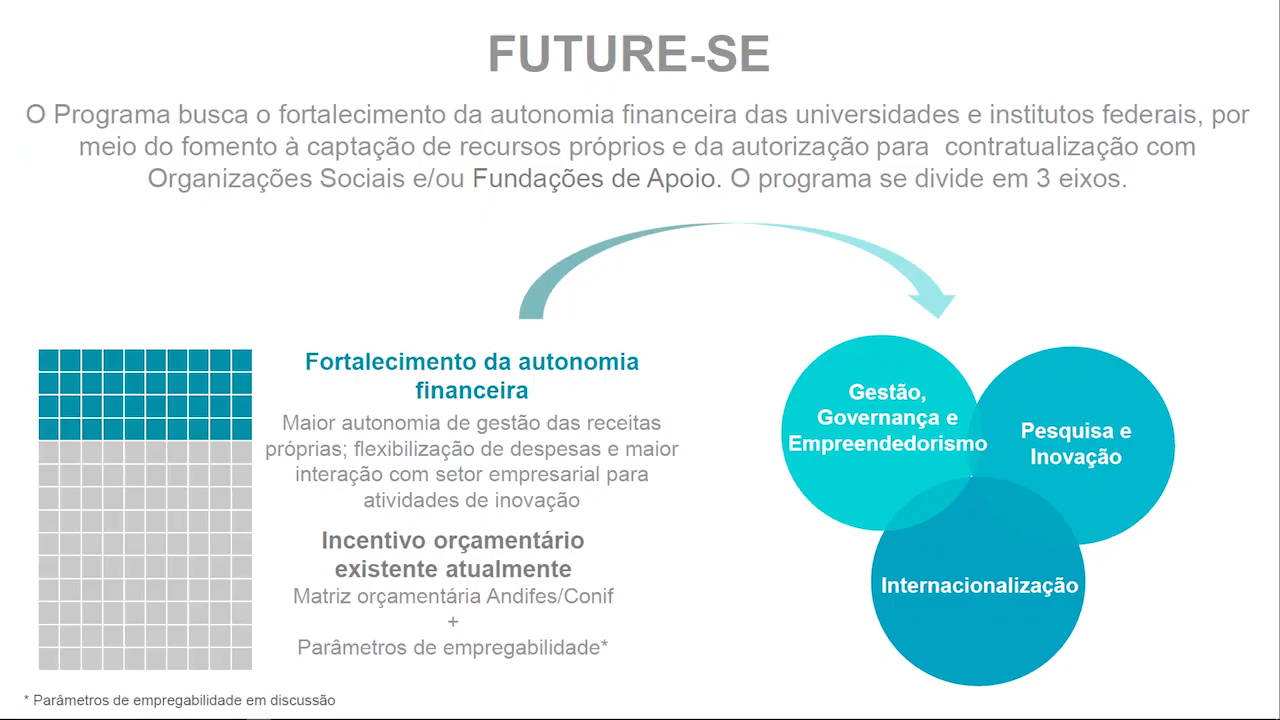 FUTURE-SE
O Programa busca o fortalecimento da autonomia financeira das universidades e institutos federais, por
meio do fomento à captação de recursos próprios e da autorização para contratualização com
Organizações Sociais e/ou Fundações de Apoio. O programa se divide em 3 eixos.
Fortalecimento da autonomia
financeira
Maior autonomia de gestão das receitas
próprias; flexibilização de despesas e maior
interação com setor empresarial para
atividades de inovação
Incentivo orçamentário
existente atualmente
Matriz orçamentária Andifes/Conif
+
Parâmetros de empregabilidade*
Gestão,
Governança e
Empreendedorismo
Pesquisa e
Inovação
Internacionalização
* Parâmetros de empregabilidade em discussão